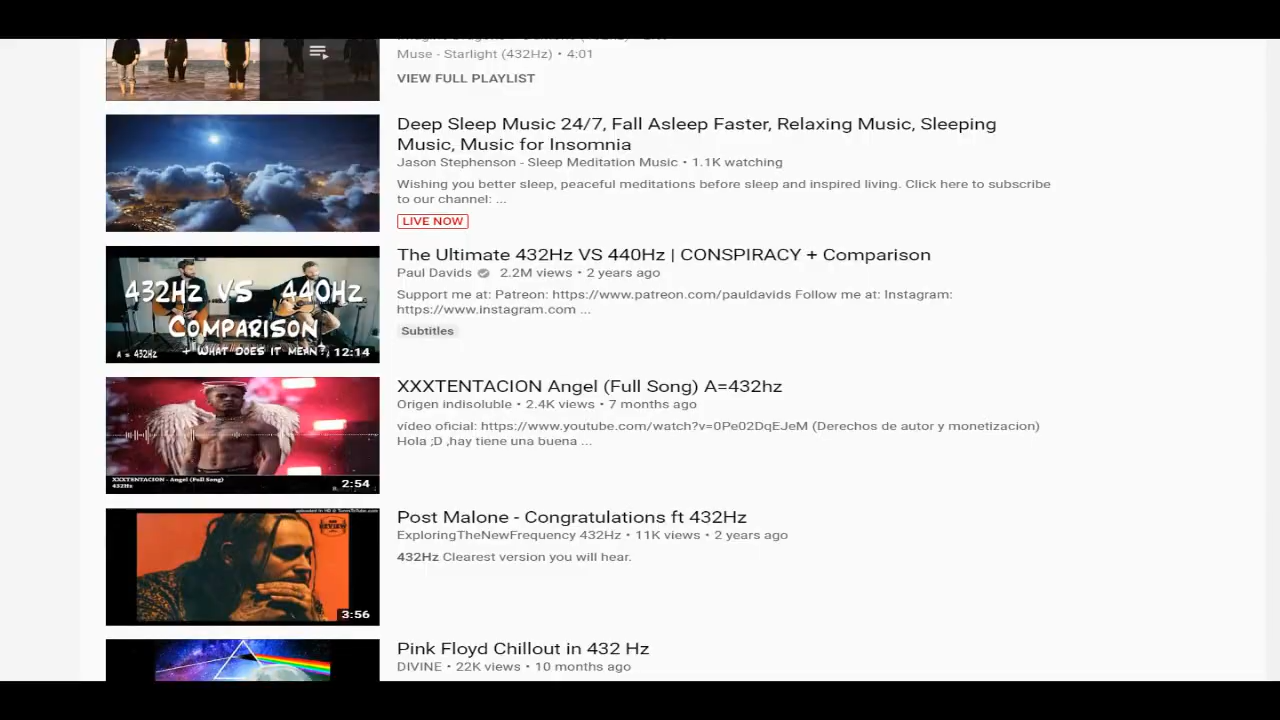 Muse - Starlight (432Hz) • 4:01
VIEW FULL PLAYLIST
Deep Sleep Music 24/7, Fall Asleep Faster, Relaxing Music, Sleeping
Music, Music for Insomnia
Jason Stephenson - Sleep Meditation Music • 1.1K watching
Wishing you better sleep, peaceful meditations before sleep and inspired living. Click here to subscribe
to our channel: ...
LIVE NOW
432Hz VS 440Hz
COMPARISON
+ WHAT DOES IT MEAN?
A = 432Hz
12:14
The Ultimate 432Hz VS 440Hz | CONSPIRACY + Comparison
Paul Davids 2.2M views • 2 years ago
Support me at: Patreon: https://www.patreon.com/pauldavids Follow me at: Instagram:
https://www.instagram.com ...
Subtitles
XXXTENTACION - Angel (Full Song)
432Hz
2:54
XXXTENTACION Angel (Full Song) A=432hz
Origen indisoluble • 2.4K views • 7 months ago
vídeo oficial: https://www.youtube.com/watch?v=0Pe02DqEJeM (Derechos de autor y monetizacion)
Hola ;D ,hay tiene una buena ...
3:56
Post Malone - Congratulations ft 432Hz
ExploringTheNewFrequency 432Hz • 11K views • 2 years ago
432Hz Clearest version you will hear.
Pink Floyd Chillout in 432 Hz
DIVINE • 22K views • 10 months ago